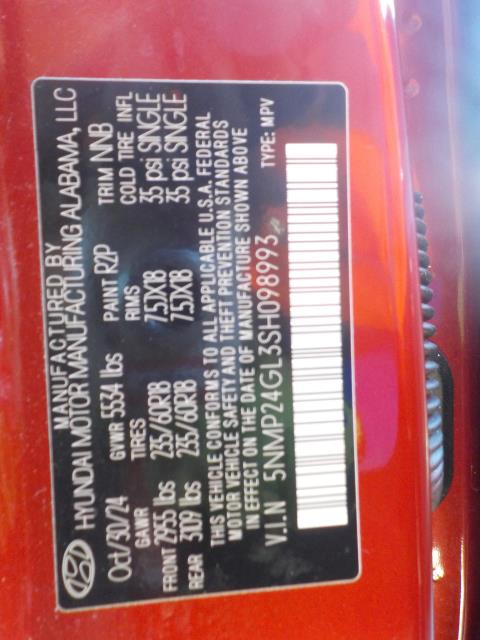 MANUFACTURED BY
HYUNDAI MOTOR MANUFACTURING ALABAMA, LLC
Oct/30/24 GVWR 5534 lbs PAINT R2P TRIM NNB
GAWR TIRES RIMS COLD TIRE INFL
FRONT 2955 lbs 235/60R18 7.5JX18 35 psi SINGLE
REAR 3109 lbs 235/60R18 7.5JX18 35 psi SINGLE
THIS VEHICLE CONFORMS TO ALL APPLICABLE U.S.A. FEDERAL
MOTOR VEHICLE SAFETY AND THEFT PREVENTION STANDARDS
IN EFFECT ON THE DATE OF MANUFACTURE SHOWN ABOVE
V.I.N 5NMP24GL3SH098993 TYPE: MPV